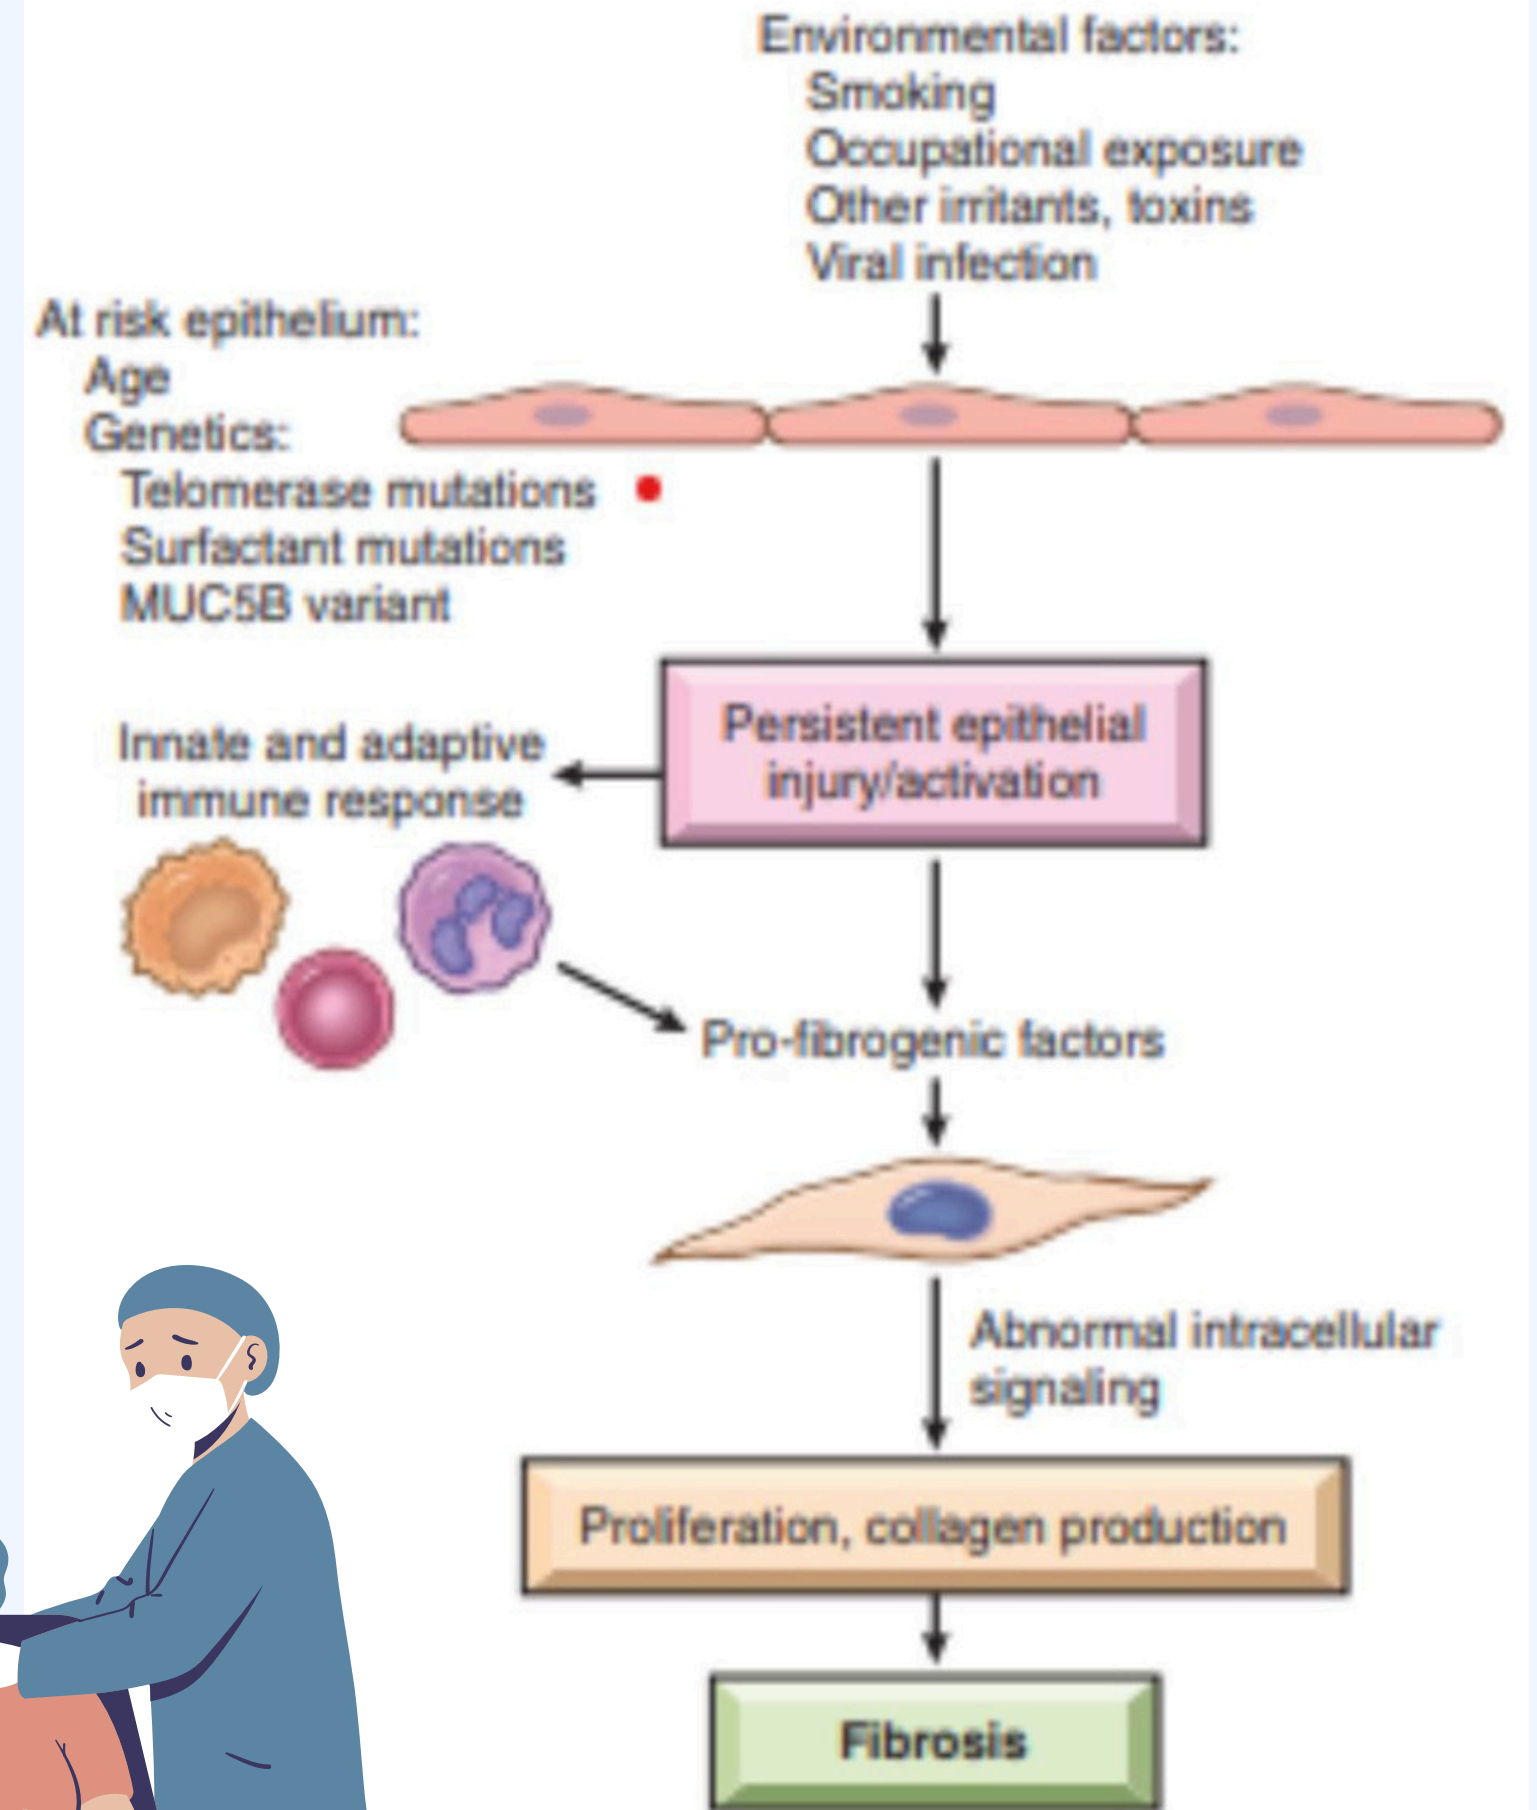 Environmental factors:
Smoking
Occupational exposure
Other irritants, toxins
Viral infection
At risk epithelium:
Age
Genetics:
Telomerase mutations
Surfactant mutations
MUC5B variant
Persistent epithelial
injury/activation
Innate and adaptive
immune response
Pro-fibrogenic factors
Abnormal intracellular
signaling
Proliferation, collagen production
Fibrosis